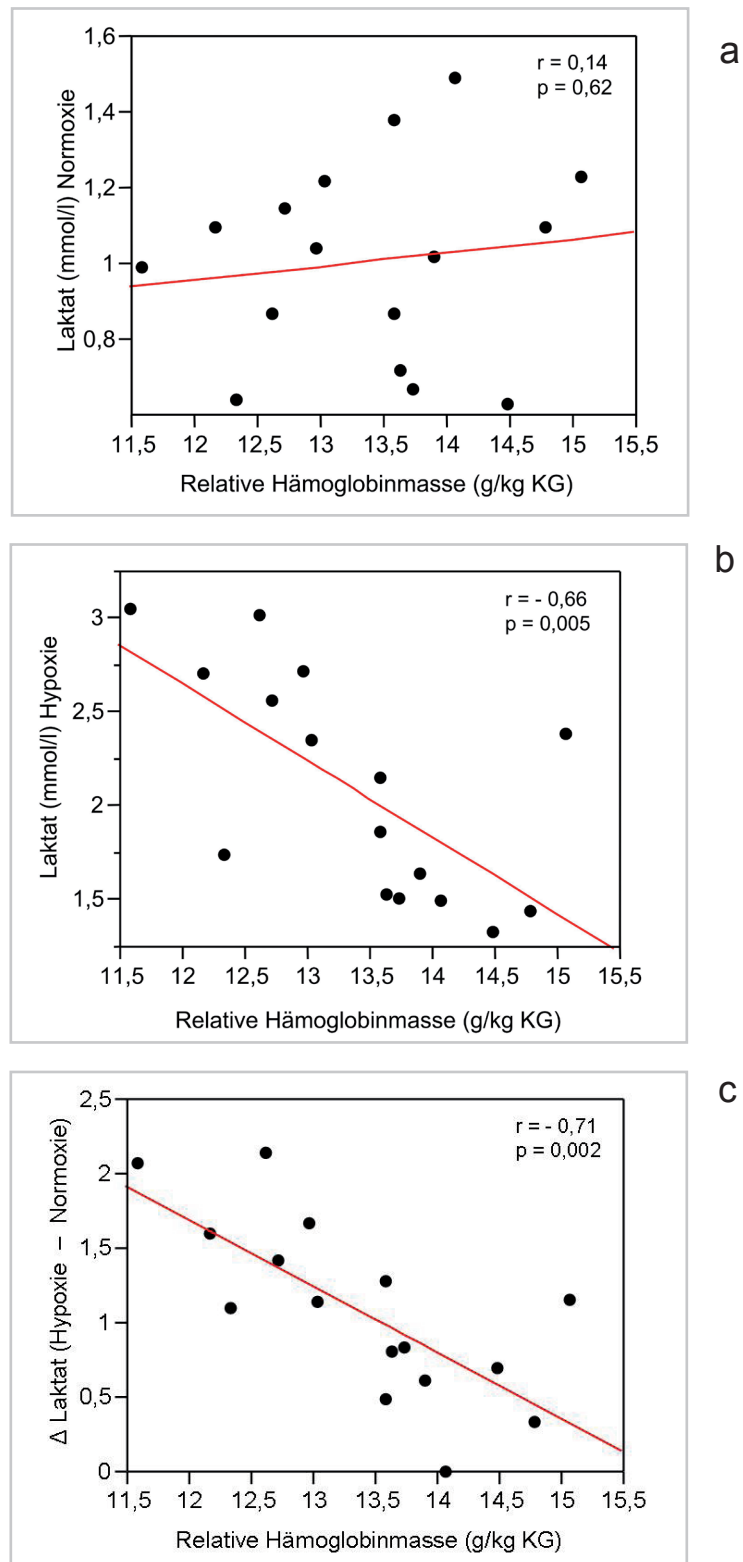 a
r = 0,14
p = 0,62
Laktat (mmol/l) Normoxie
1,6
1,4
1,2
1
0,8
11,5 12 12,5 13 13,5 14 14,5 15 15,5
Relative Hämoglobinmasse (g/kg KG)
b
r = - 0,66
p = 0,005
Laktat (mmol/l) Hypoxie
3
2,5
2
1,5
11,5 12 12,5 13 13,5 14 14,5 15 15,5
Relative Hämoglobinmasse (g/kg KG)
c
r = - 0,71
p = 0,002
Δ Laktat (Hypoxie – Normoxie)
2,5
2
1,5
1
0,5
0
11,5 12 12,5 13 13,5 14 14,5 15 15,5
Relative Hämoglobinmasse (g/kg KG)